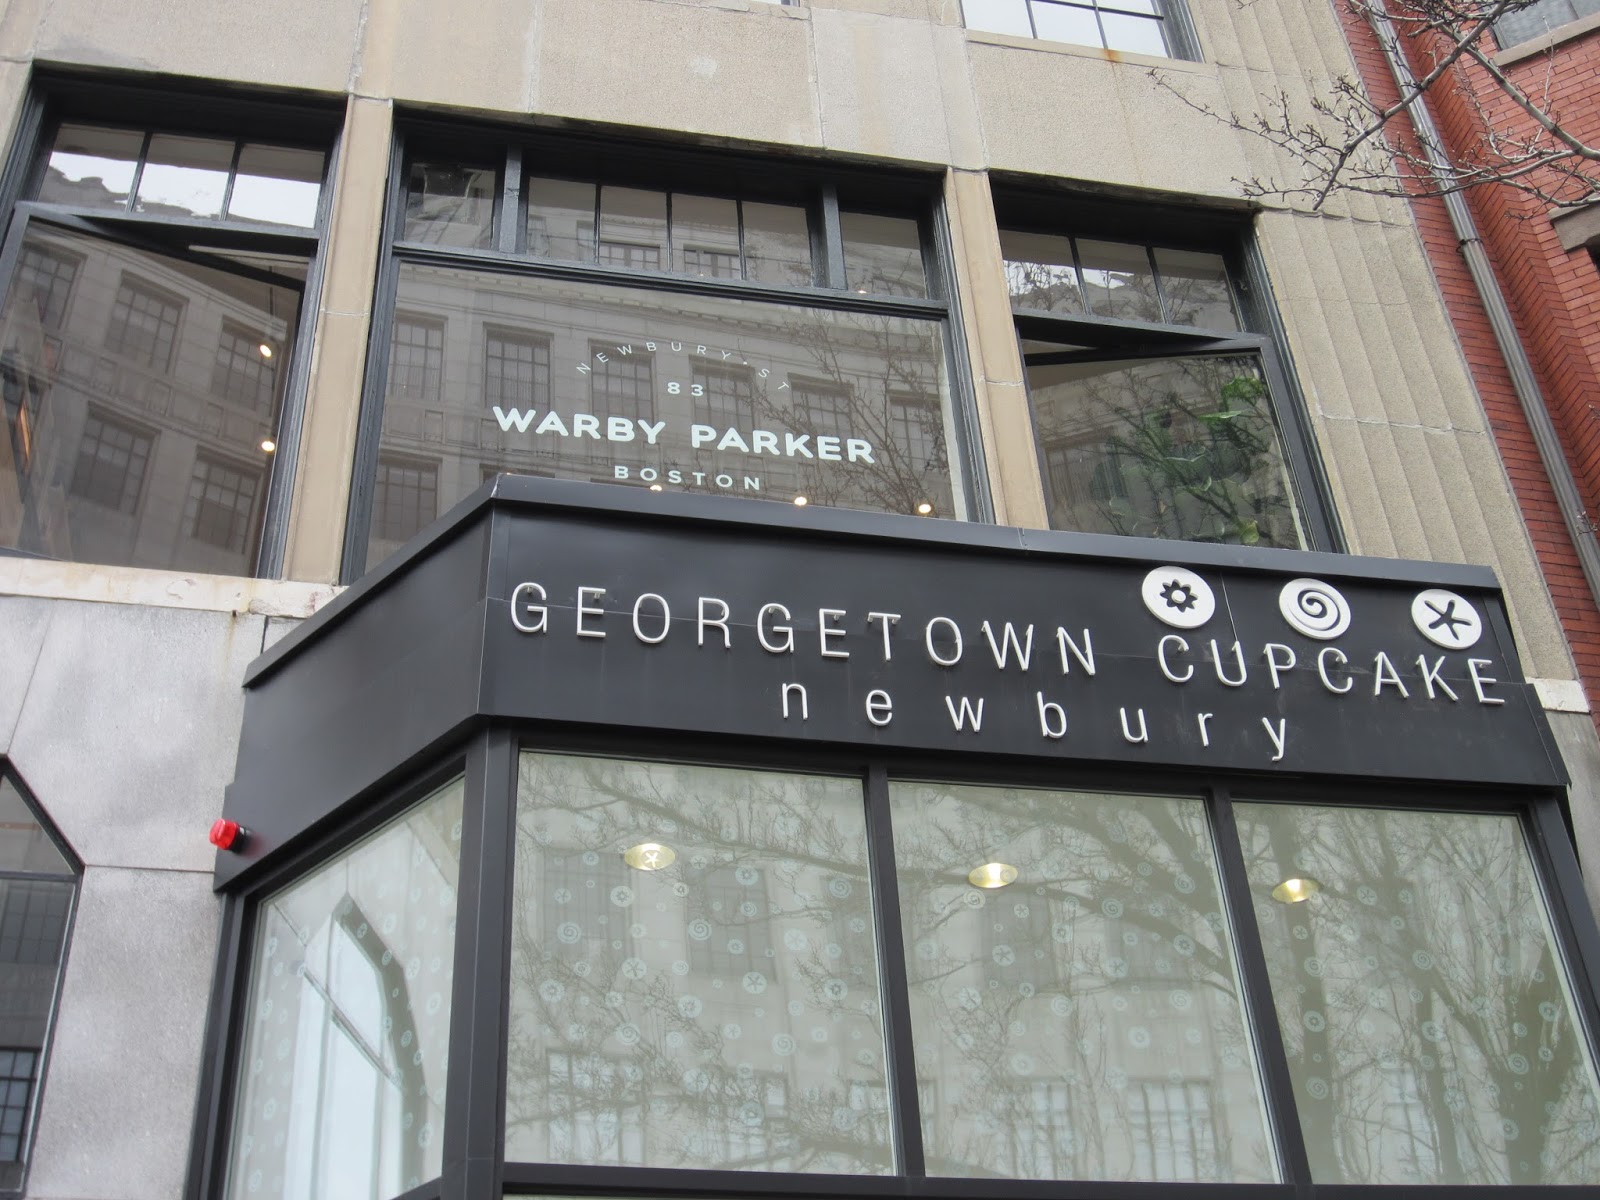 NEWBURY • ST
83
WARBY PARKER
BOSTON
GEORGETOWN CUPCAKE
newbury